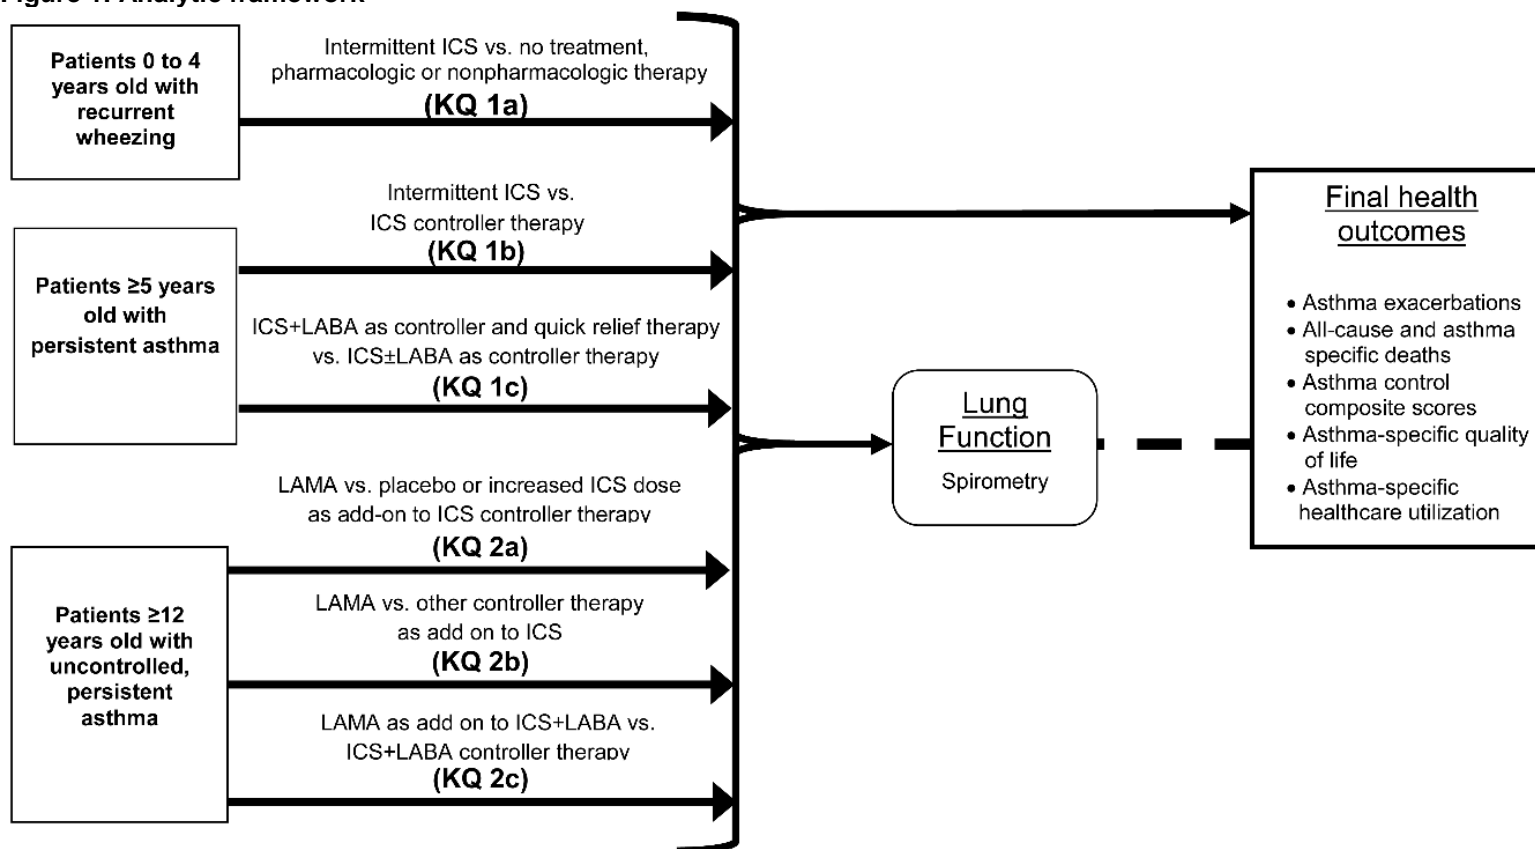 Figure 1. Analytic framework
Patients 0 to 4
years old with
recurrent
wheezing
Intermittent ICS vs. no treatment,
pharmacologic or nonpharmacologic therapy
(KQ 1a)
Patients ≥5 years
old with
persistent asthma
Intermittent ICS vs.
ICS controller therapy
(KQ 1b)
ICS+LABA as controller and quick relief therapy
vs. ICS±LABA as controller therapy
(KQ 1c)
Patients ≥12
years old with
uncontrolled,
persistent
asthma
LAMA vs. placebo or increased ICS dose
as add-on to ICS controller therapy
(KQ 2a)
LAMA vs. other controller therapy
as add on to ICS
(KQ 2b)
LAMA as add on to ICS+LABA vs.
ICS+LABA controller therapy
(KQ 2c)
Lung
Function
Spirometry
Final health
outcomes
• Asthma exacerbations
• All-cause and asthma
specific deaths
• Asthma control
composite scores
• Asthma-specific quality
of life
• Asthma-specific
healthcare utilization